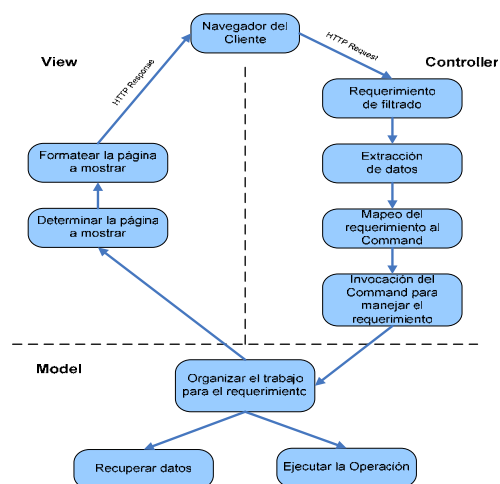 Navegador del
Cliente
View
HTTP Response
HTTP Request
Controller
Requerimiento
de filtrado
Extracción
de datos
Mapeo del
requerimiento al
Command
Invocación del
Command para
manejar el
requerimiento
Formatear la página
a mostrar
Determinar la página
a mostrar
Model
Organizar el trabajo
para el requerimiento
Recuperar datos
Ejecutar la Operación